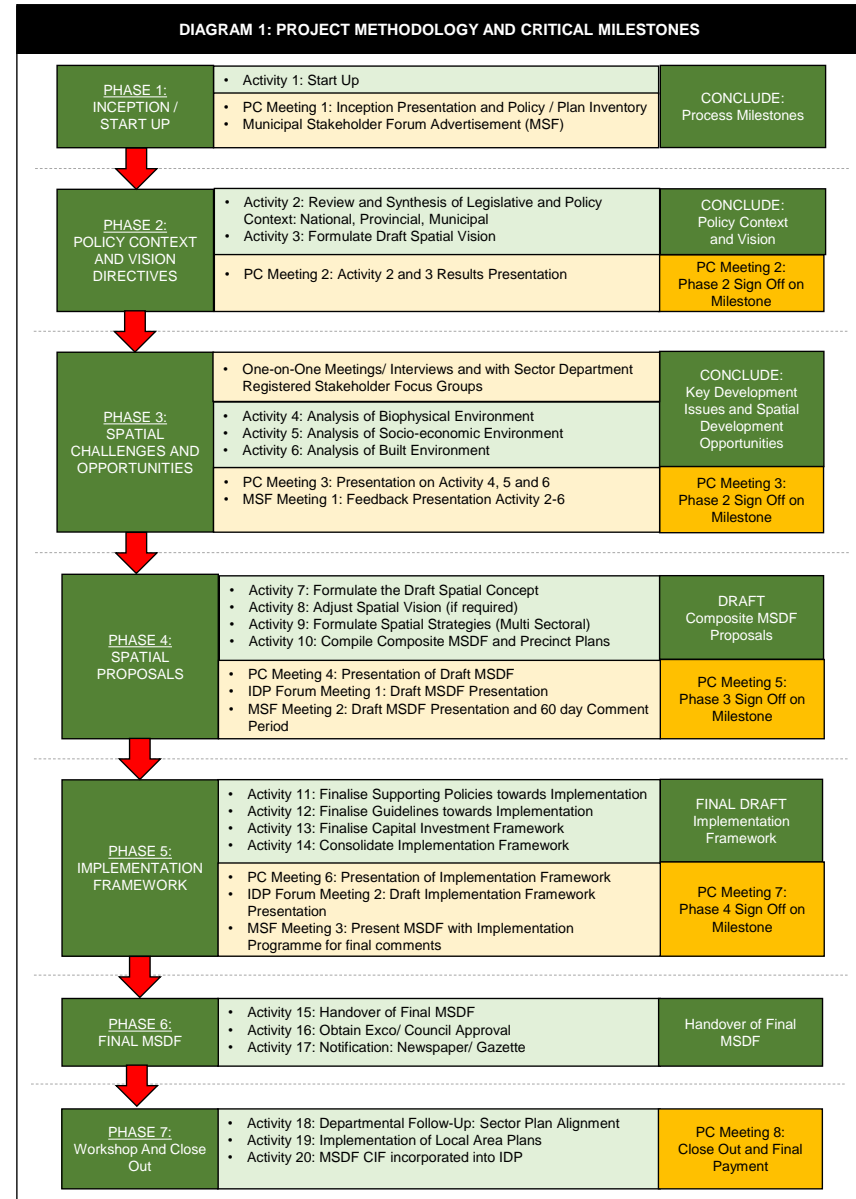 DIAGRAM 1: PROJECT METHODOLOGY AND CRITICAL MILESTONES
PHASE 1:
INCEPTION /
START UP
• Activity 1: Start Up
• PC Meeting 1: Inception Presentation and Policy / Plan Inventory
• Municipal Stakeholder Forum Advertisement (MSF)
CONCLUDE:
Process Milestones
PHASE 2:
POLICY CONTEXT
AND VISION
DIRECTIVES
• Activity 2: Review and Synthesis of Legislative and Policy
Context: National, Provincial, Municipal
• Activity 3: Formulate Draft Spatial Vision
• PC Meeting 2: Activity 2 and 3 Results Presentation
CONCLUDE:
Policy Context
and Vision
PC Meeting 2:
Phase 2 Sign Off on
Milestone
PHASE 3:
SPATIAL
CHALLENGES AND
OPPORTUNITIES
• One-on-One Meetings/ Interviews and with Sector Department
Registered Stakeholder Focus Groups
• Activity 4: Analysis of Biophysical Environment
• Activity 5: Analysis of Socio-economic Environment
• Activity 6: Analysis of Built Environment
• PC Meeting 3: Presentation on Activity 4, 5 and 6
• MSF Meeting 1: Feedback Presentation Activity 2-6
CONCLUDE:
Key Development
Issues and Spatial
Development
Opportunities
PC Meeting 3:
Phase 2 Sign Off on
Milestone
PHASE 4:
SPATIAL
PROPOSALS
• Activity 7: Formulate the Draft Spatial Concept
• Activity 8: Adjust Spatial Vision (if required)
• Activity 9: Formulate Spatial Strategies (Multi Sectoral)
• Activity 10: Compile Composite MSDF and Precinct Plans
• PC Meeting 4: Presentation of Draft MSDF
• IDP Forum Meeting 1: Draft MSDF Presentation
• MSF Meeting 2: Draft MSDF Presentation and 60 day Comment
Period
DRAFT
Composite MSDF
Proposals
PC Meeting 5:
Phase 3 Sign Off on
Milestone
PHASE 5:
IMPLEMENTATION
FRAMEWORK
• Activity 11: Finalise Supporting Policies towards Implementation
• Activity 12: Finalise Guidelines towards Implementation
• Activity 13: Finalise Capital Investment Framework
• Activity 14: Consolidate Implementation Framework
• PC Meeting 6: Presentation of Implementation Framework
• IDP Forum Meeting 2: Draft Implementation Framework
Presentation
• MSF Meeting 3: Present MSDF with Implementation
Programme for final comments
FINAL DRAFT
Implementation
Framework
PC Meeting 7:
Phase 4 Sign Off on
Milestone
PHASE 6:
FINAL MSDF
• Activity 15: Handover of Final MSDF
• Activity 16: Obtain Exco/ Council Approval
• Activity 17: Notification: Newspaper/ Gazette
Handover of Final
MSDF
PHASE 7:
Workshop And Close
Out
• Activity 18: Departmental Follow-Up: Sector Plan Alignment
• Activity 19: Implementation of Local Area Plans
• Activity 20: MSDF CIF incorporated into IDP
PC Meeting 8:
Close Out and Final
Payment